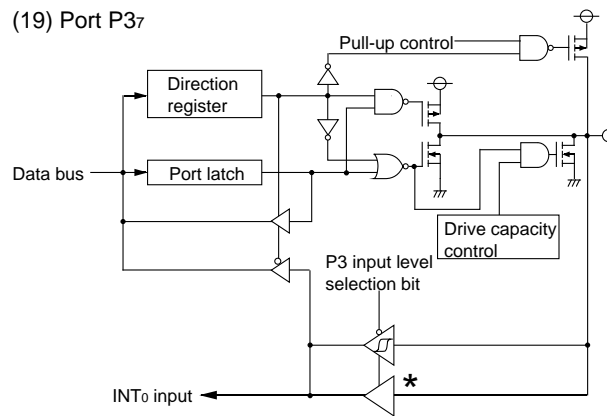 (19) Port P37
Pull-up control
Direction
register
Data bus
Port latch
Drive capacity
control
P3 input level
selection bit
*
INT0 input